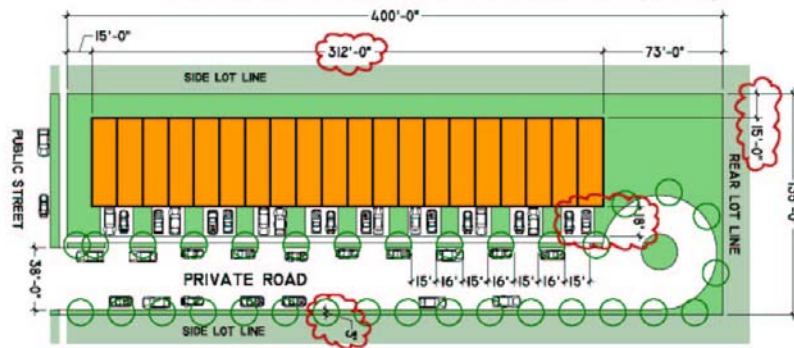 400'-0"
15'-0"
312'-0"
73'-0"
SIDE LOT LINE
PUBLIC STREET
15'-0"
REAR LOT LINE
18'
38'-0"
PRIVATE ROAD
15' 16' 15' 16' 15' 16' 15'
SIDE LOT LINE